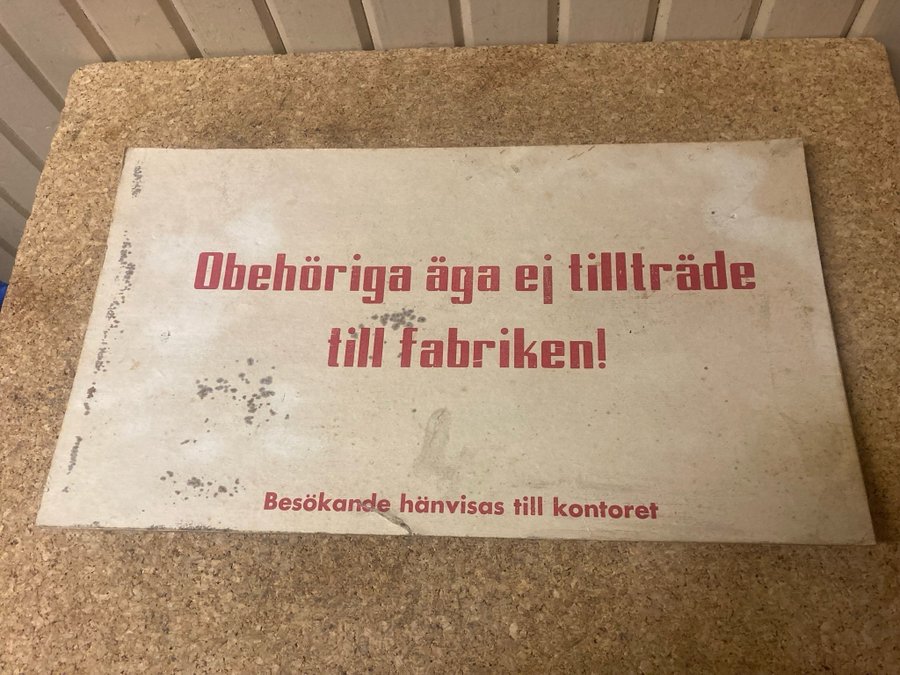 Obehöriga äga ej tillträde
till fabriken!
Besökande hänvisas till kontoret